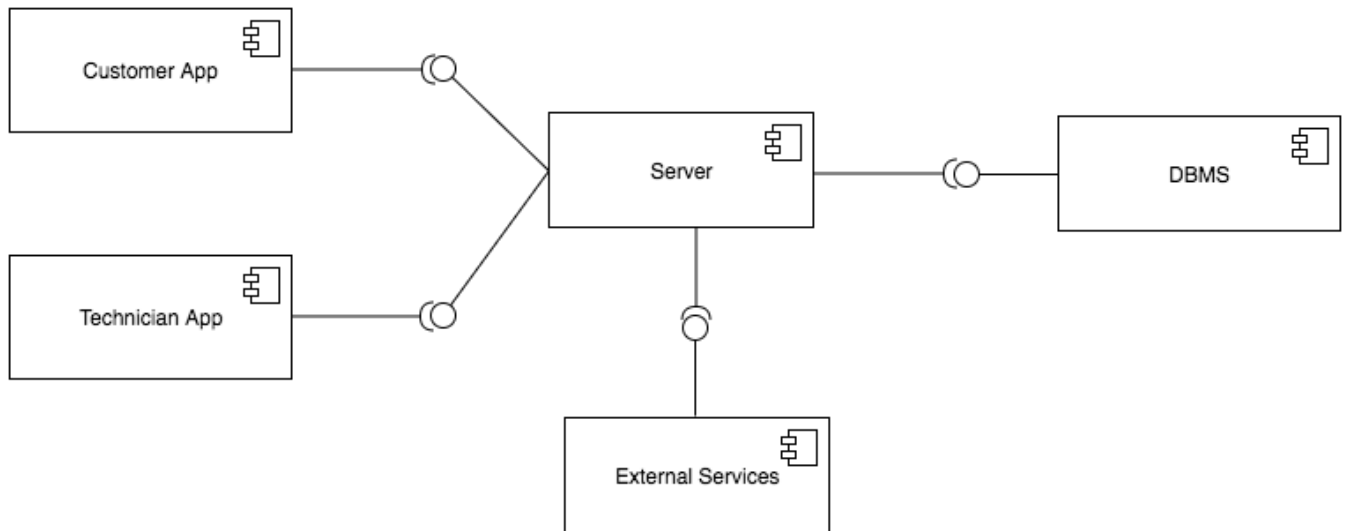 Customer App
Server
DBMS
Technician App
External Services